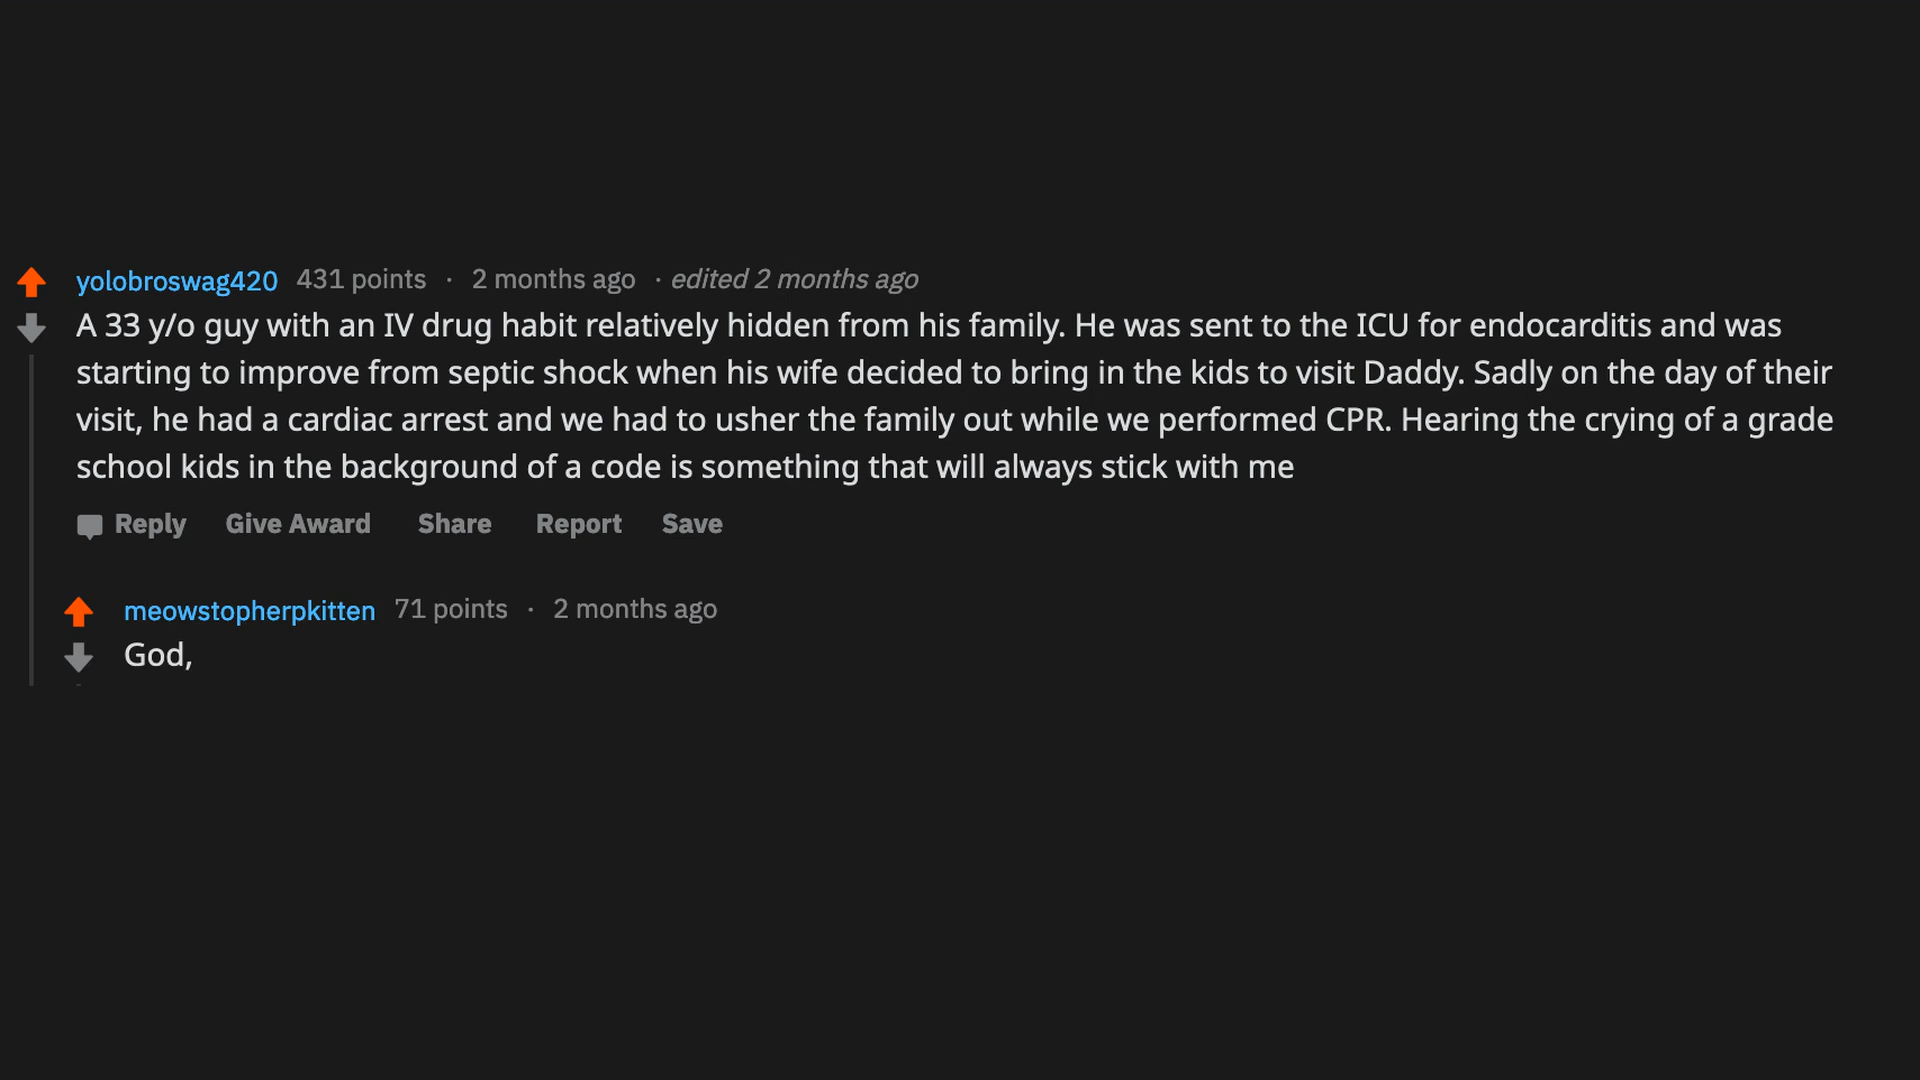 yolobroswag420 431 points · 2 months ago · edited 2 months ago
A 33 y/o guy with an IV drug habit relatively hidden from his family. He was sent to the ICU for endocarditis and was
starting to improve from septic shock when his wife decided to bring in the kids to visit Daddy. Sadly on the day of their
visit, he had a cardiac arrest and we had to usher the family out while we performed CPR. Hearing the crying of a grade
school kids in the background of a code is something that will always stick with me
Reply Give Award Share Report Save
meowstopherpkitten 71 points · 2 months ago
God,